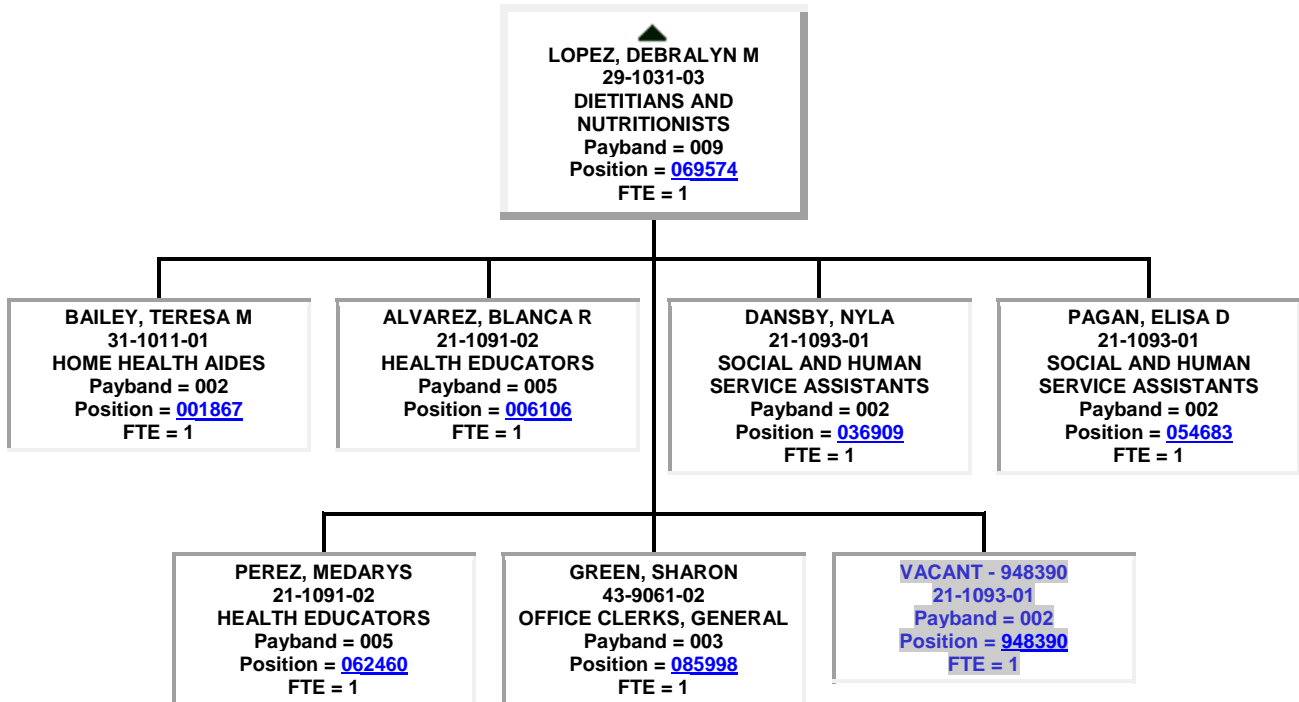 LOPEZ, DEBRALYN M
29-1031-03
DIETITIANS AND
NUTRITIONISTS
Payband = 009
Position = 069574
FTE = 1
BAILEY, TERESA M
31-1011-01
HOME HEALTH AIDES
Payband = 002
Position = 001867
FTE = 1
ALVAREZ, BLANCA R
21-1091-02
HEALTH EDUCATORS
Payband = 005
Position = 006106
FTE = 1
DANSBY, NYLA
21-1093-01
SOCIAL AND HUMAN
SERVICE ASSISTANTS
Payband = 002
Position = 036909
FTE = 1
PAGAN, ELISA D
21-1093-01
SOCIAL AND HUMAN
SERVICE ASSISTANTS
Payband = 002
Position = 054683
FTE = 1
PEREZ, MEDARYS
21-1091-02
HEALTH EDUCATORS
Payband = 005
Position = 062460
FTE = 1
GREEN, SHARON
43-9061-02
OFFICE CLERKS, GENERAL
Payband = 003
Position = 085998
FTE = 1
VACANT - 948390
21-1093-01
Payband = 002
Position = 948390
FTE = 1